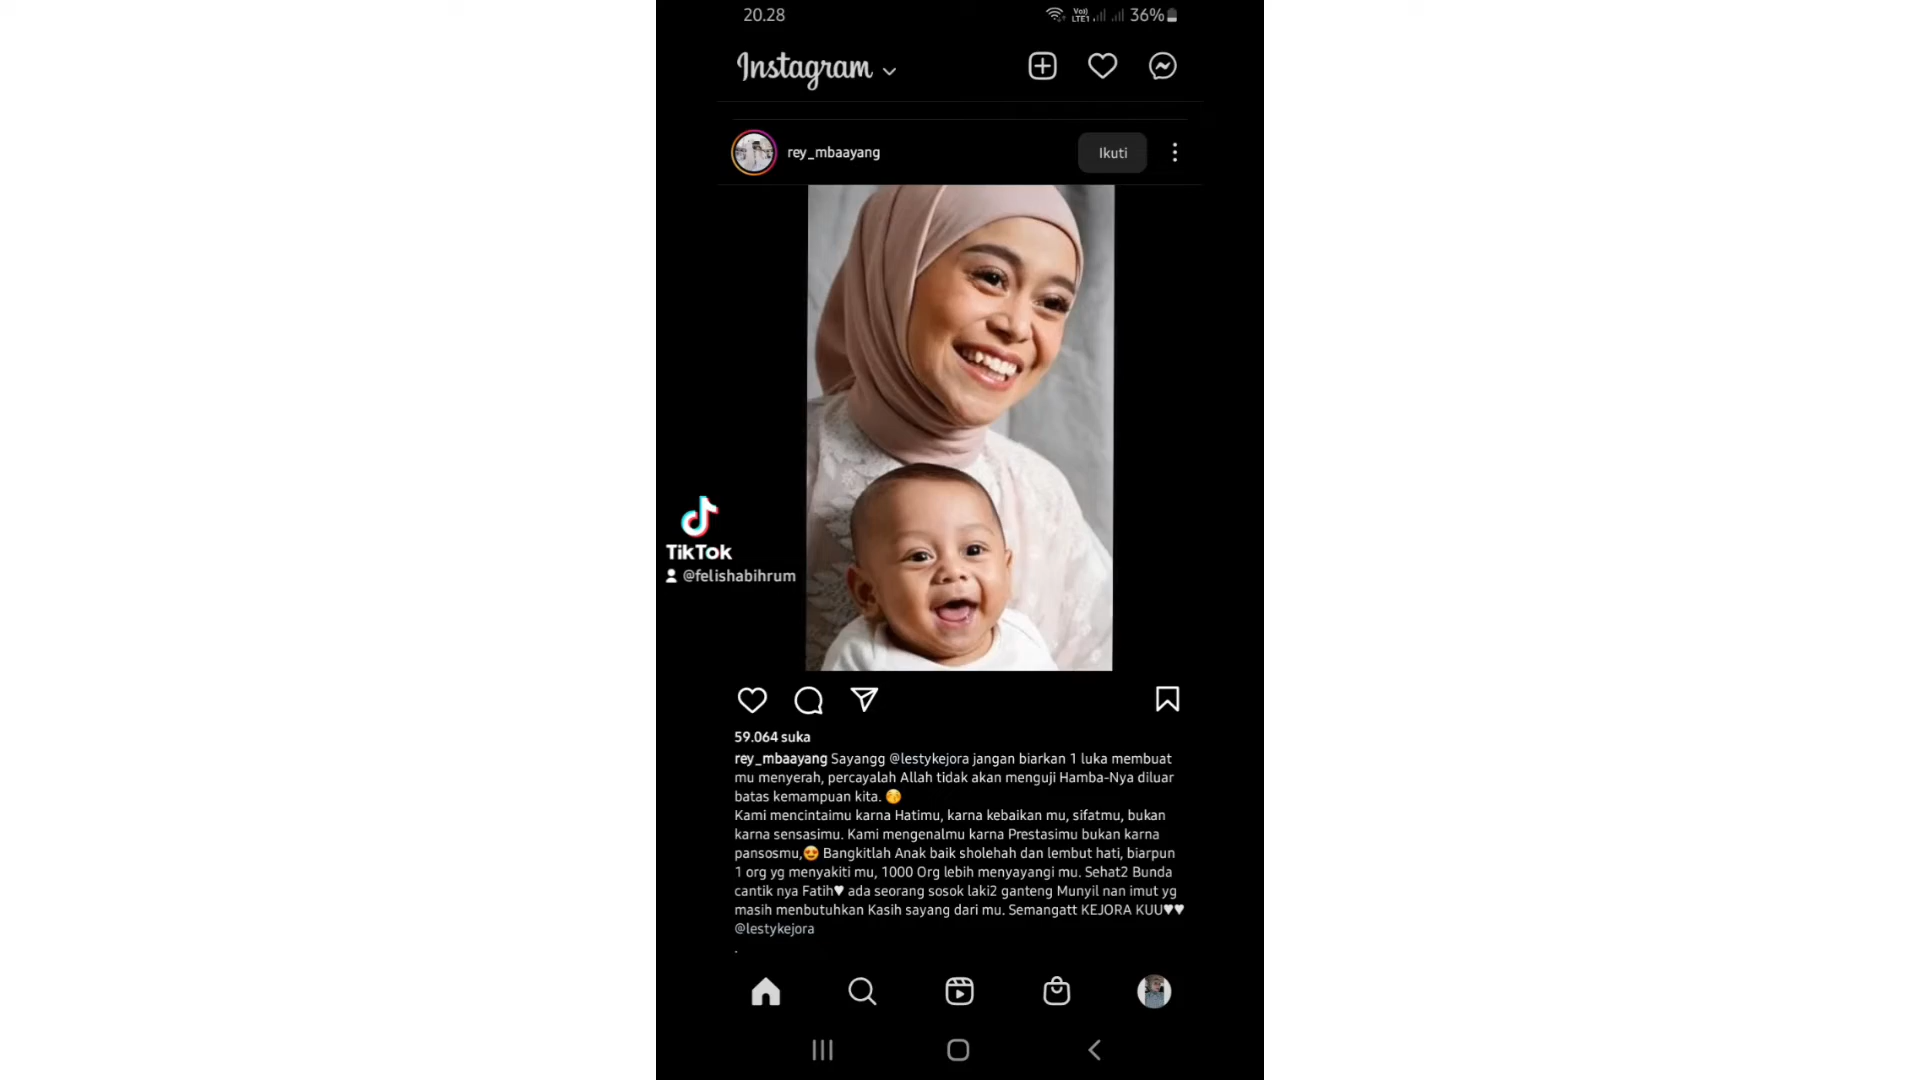 20.28
Vo) LTE1 36%
Instagram
rey_mbaayang
Ikuti
TikTok
@felishabihrum
59.064 suka
rey_mbaayang Sayangg @lestykejora jangan biarkan 1 luka membuat
mu menyerah, percayalah Allah tidak akan menguji Hamba-Nya diluar
batas kemampuan kita. 😚
Kami mencintaimu karna Hatimu, karna kebaikan mu, sifatmu, bukan
karna sensasimu. Kami mengenalmu karna Prestasimu bukan karna
pansosmu,😍 Bangkitlah Anak baik sholehah dan lembut hati, biarpun
1 org yg menyakiti mu, 1000 Org lebih menyayangi mu. Sehat2 Bunda
cantik nya Fatih♥ ada seorang sosok laki2 ganteng Munyil nan imut yg
masih menbutuhkan Kasih sayang dari mu. Semangatt KEJORA KUU♥♥
@lestykejora
.